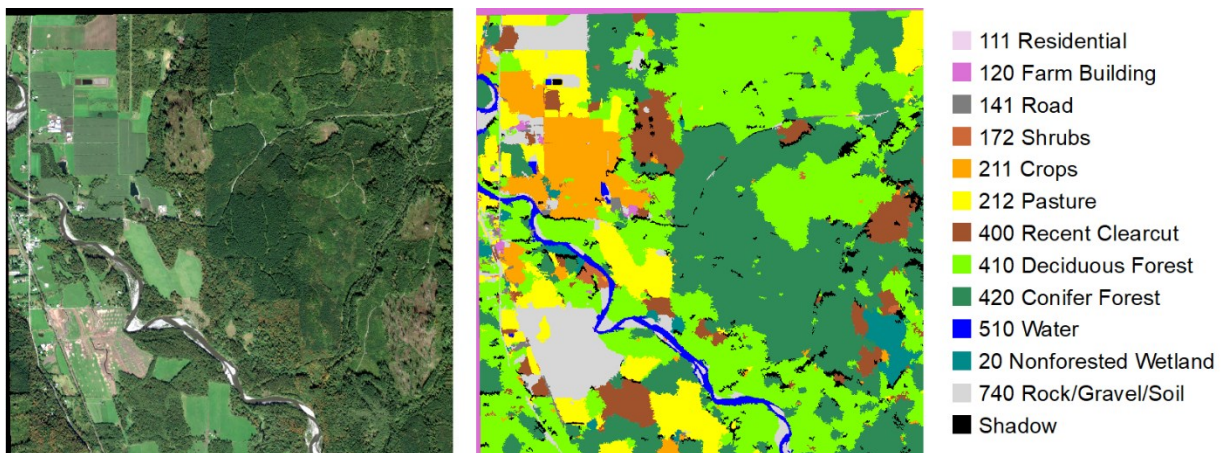 111 Residential
120 Farm Building
141 Road
172 Shrubs
211 Crops
212 Pasture
400 Recent Clearcut
410 Deciduous Forest
420 Conifer Forest
510 Water
20 Nonforested Wetland
740 Rock/Gravel/Soil
Shadow